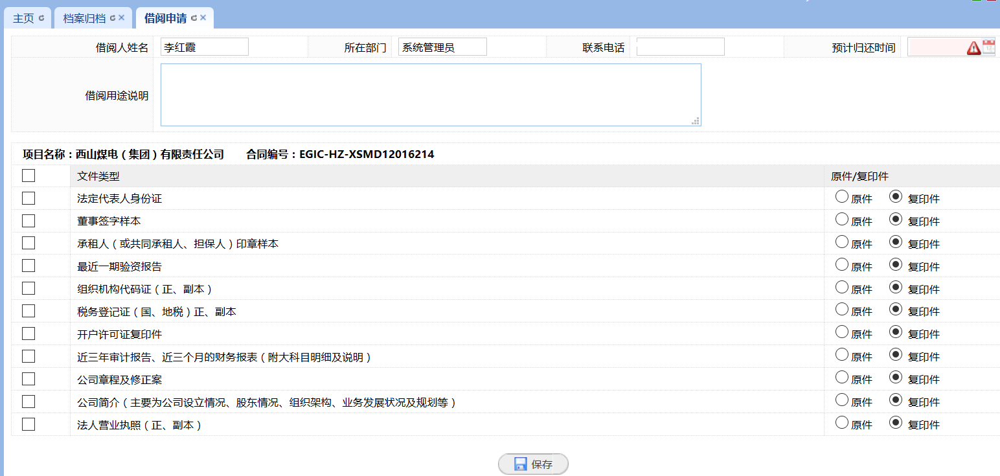 主页 档案归档 借阅申请
借阅人姓名 李红霞 所在部门 系统管理员 联系电话 预计归还时间
借阅用途说明
项目名称：西山煤电（集团）有限责任公司 合同编号：EGIC-HZ-XSMD12016214
文件类型 原件/复印件
法定代表人身份证 原件 复印件
董事签字样本 原件 复印件
承租人（或共同承租人、担保人）印章样本 原件 复印件
最近一期验资报告 原件 复印件
组织机构代码证（正、副本） 原件 复印件
税务登记证（国、地税）正、副本 原件 复印件
开户许可证复印件 原件 复印件
近三年审计报告、近三个月的财务报表（附大科目明细及说明） 原件 复印件
公司章程及修正案 原件 复印件
公司简介（主要为公司设立情况、股东情况、组织架构、业务发展状况及规划等） 原件 复印件
法人营业执照（正、副本） 原件 复印件
保存